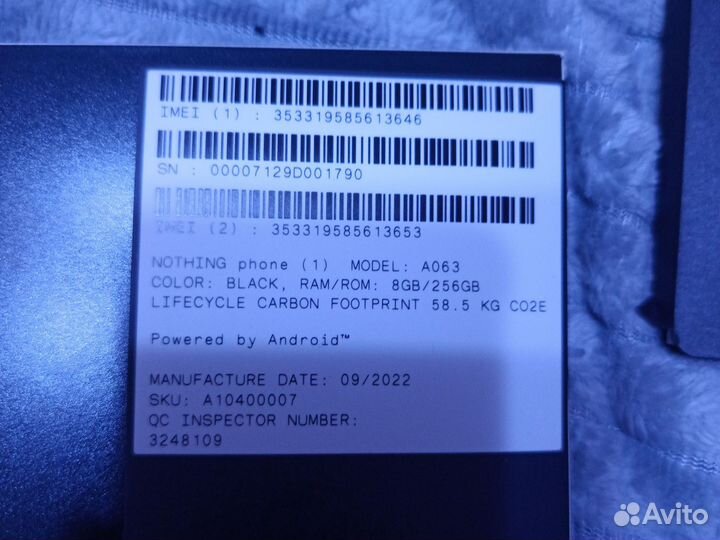 IMEI (1) : 353319585613646
SN : 00007129D001790
IMEI (2) : 353319585613653
NOTHING phone (1) MODEL: A063
COLOR: BLACK, RAM/ROM: 8GB/256GB
LIFECYCLE CARBON FOOTPRINT 58.5 KG CO2E
Powered by Android™
MANUFACTURE DATE: 09/2022
SKU: A10400007
QC INSPECTOR NUMBER:
3248109
Avito